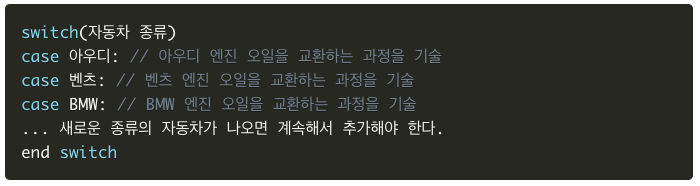 switch(자동차 종류)
case 아우디: // 아우디 엔진 오일을 교환하는 과정을 기술
case 벤츠: // 벤츠 엔진 오일을 교환하는 과정을 기술
case BMW: // BMW 엔진 오일을 교환하는 과정을 기술
... 새로운 종류의 자동차가 나오면 계속해서 추가해야 한다.
end switch